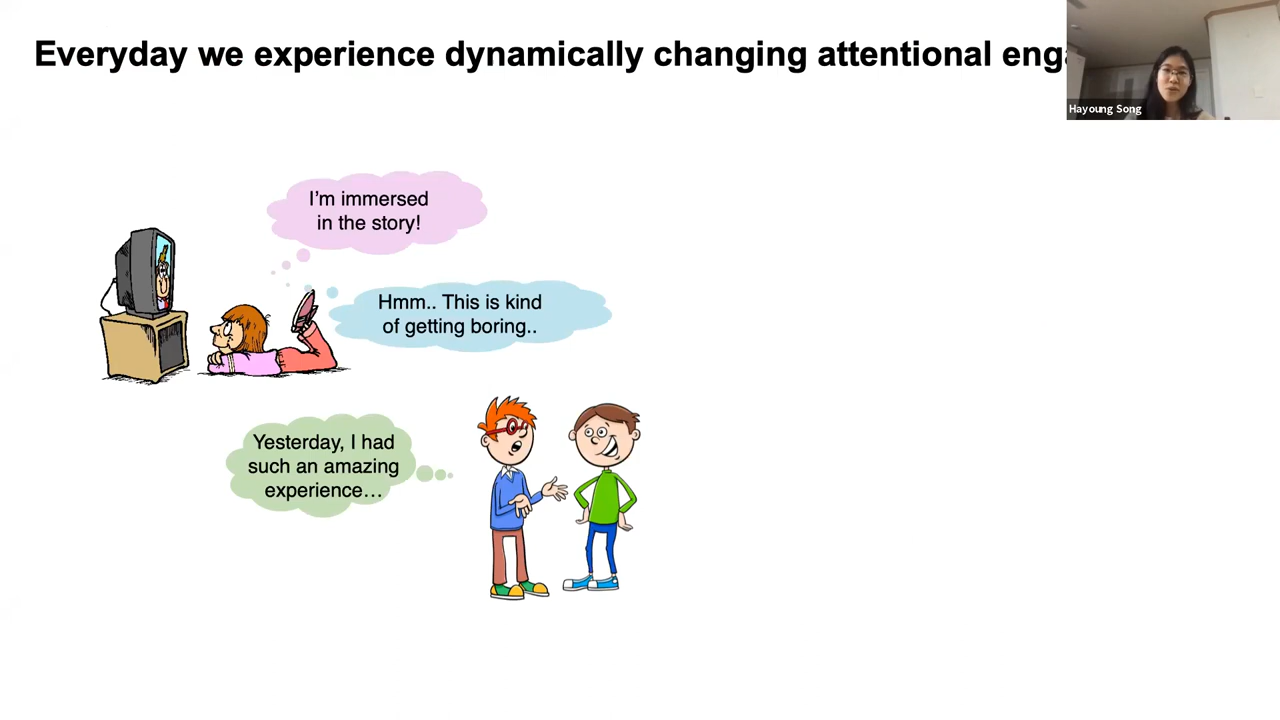 Everyday we experience dynamically changing attentional
Hayoung Song
I'm immersed
in the story!
Hmm.. This is kind
of getting boring..
Yesterday, I had
such an amazing
experience…